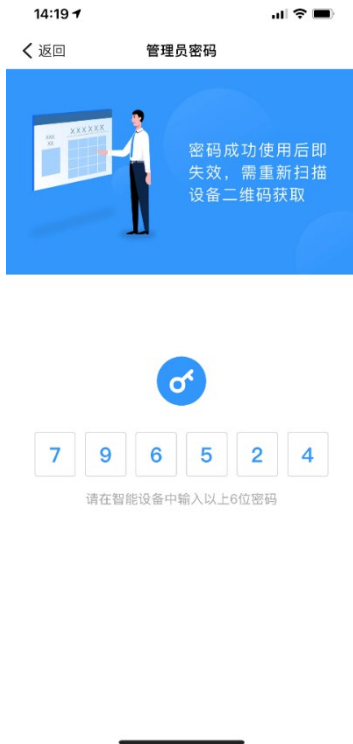 14:19
返回
管理员密码
XXX
XX
XXXXXX
密码成功使用后即
失效，需重新扫描
设备二维码获取
7 9 6 5 2 4
请在智能设备中输入以上6位密码